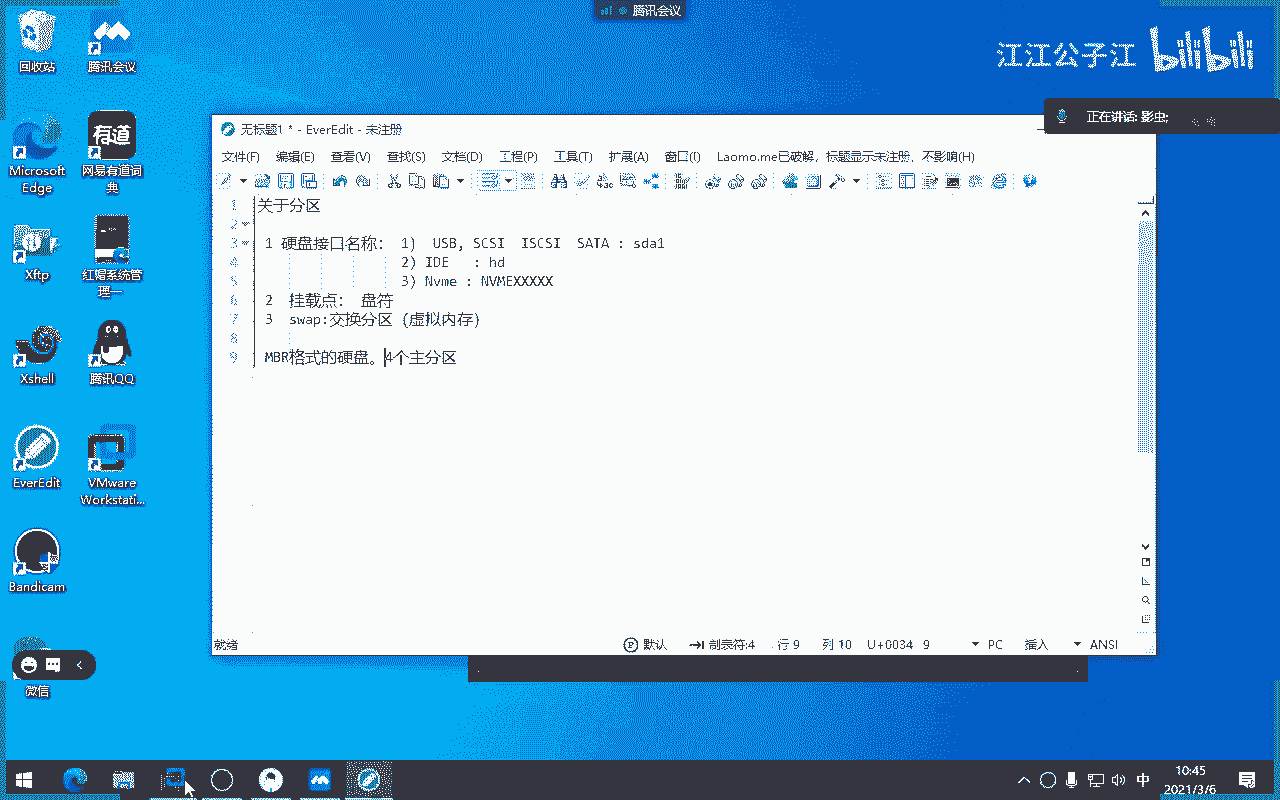 腾讯会议
江江公子江 bilibili
回收站
腾讯会议
正在讲话: 影虫;
无标题1 * - EverEdit - 未注册
文件(F) 编辑(E) 查看(V) 查找(S) 文档(D) 工程(P) 工具(T) 扩展(A) 窗口(I) Laomo.me已破解，标题显示未注册，不影响(H)
Microsoft Edge
有道
网易有道词典
1 关于分区
2
3 1 硬盘接口名称： 1) USB, SCSI ISCSI SATA : sda1
4 2) IDE : hd
5 3) Nvme : NVMEXXXXX
6 2 挂载点： 盘符
7 3 swap:交换分区 (虚拟内存)
8
9 MBR格式的硬盘。4个主分区
Xftp
红帽系统管理一
Xshell
腾讯QQ
EverEdit
VMware Workstati...
Bandicam
微信
就绪 默认 制表符:4 行 9 列 10 U+0034 9 PC 插入 ANSI
中
10:45
2021/3/6